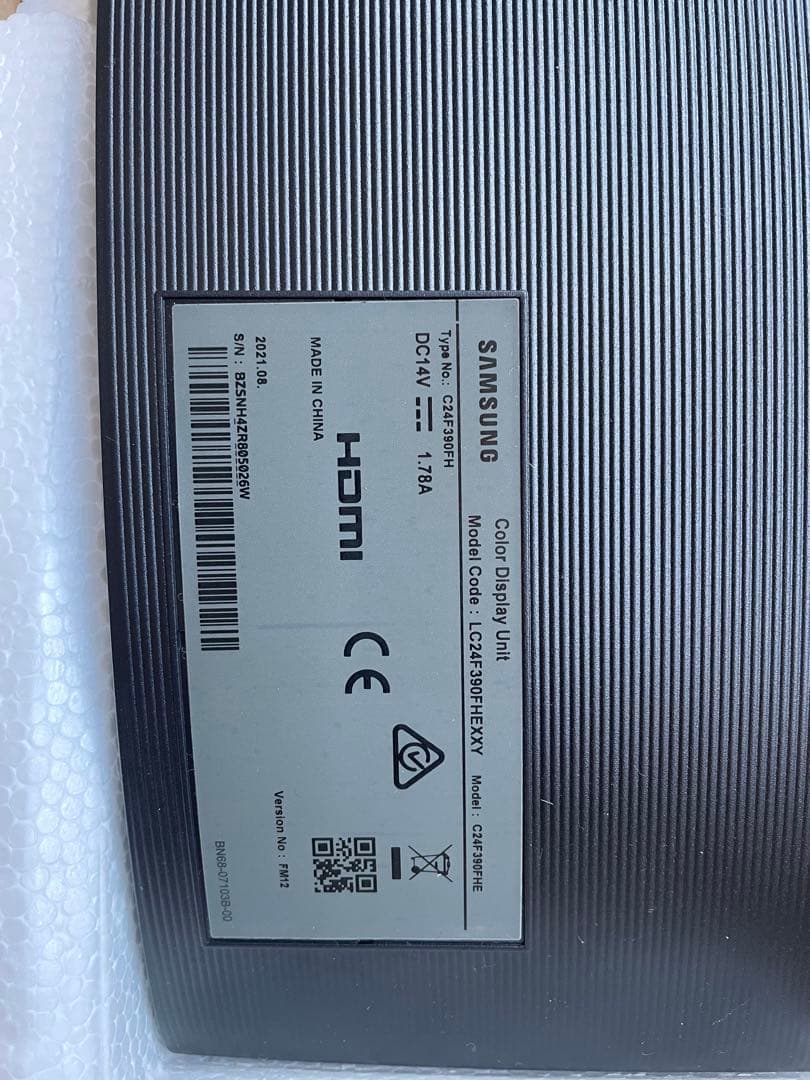 SAMSUNG
Color Display Unit
Model Code : LC24F390FHEXXY Model : C24F390FHE
Type No.: C24F390FH
DC14V 1.78A
HDMI
CE
MADE IN CHINA
Version No : FM12
2021.08.
S/N : BZSNH4ZR805026W
BN68-07103B-00